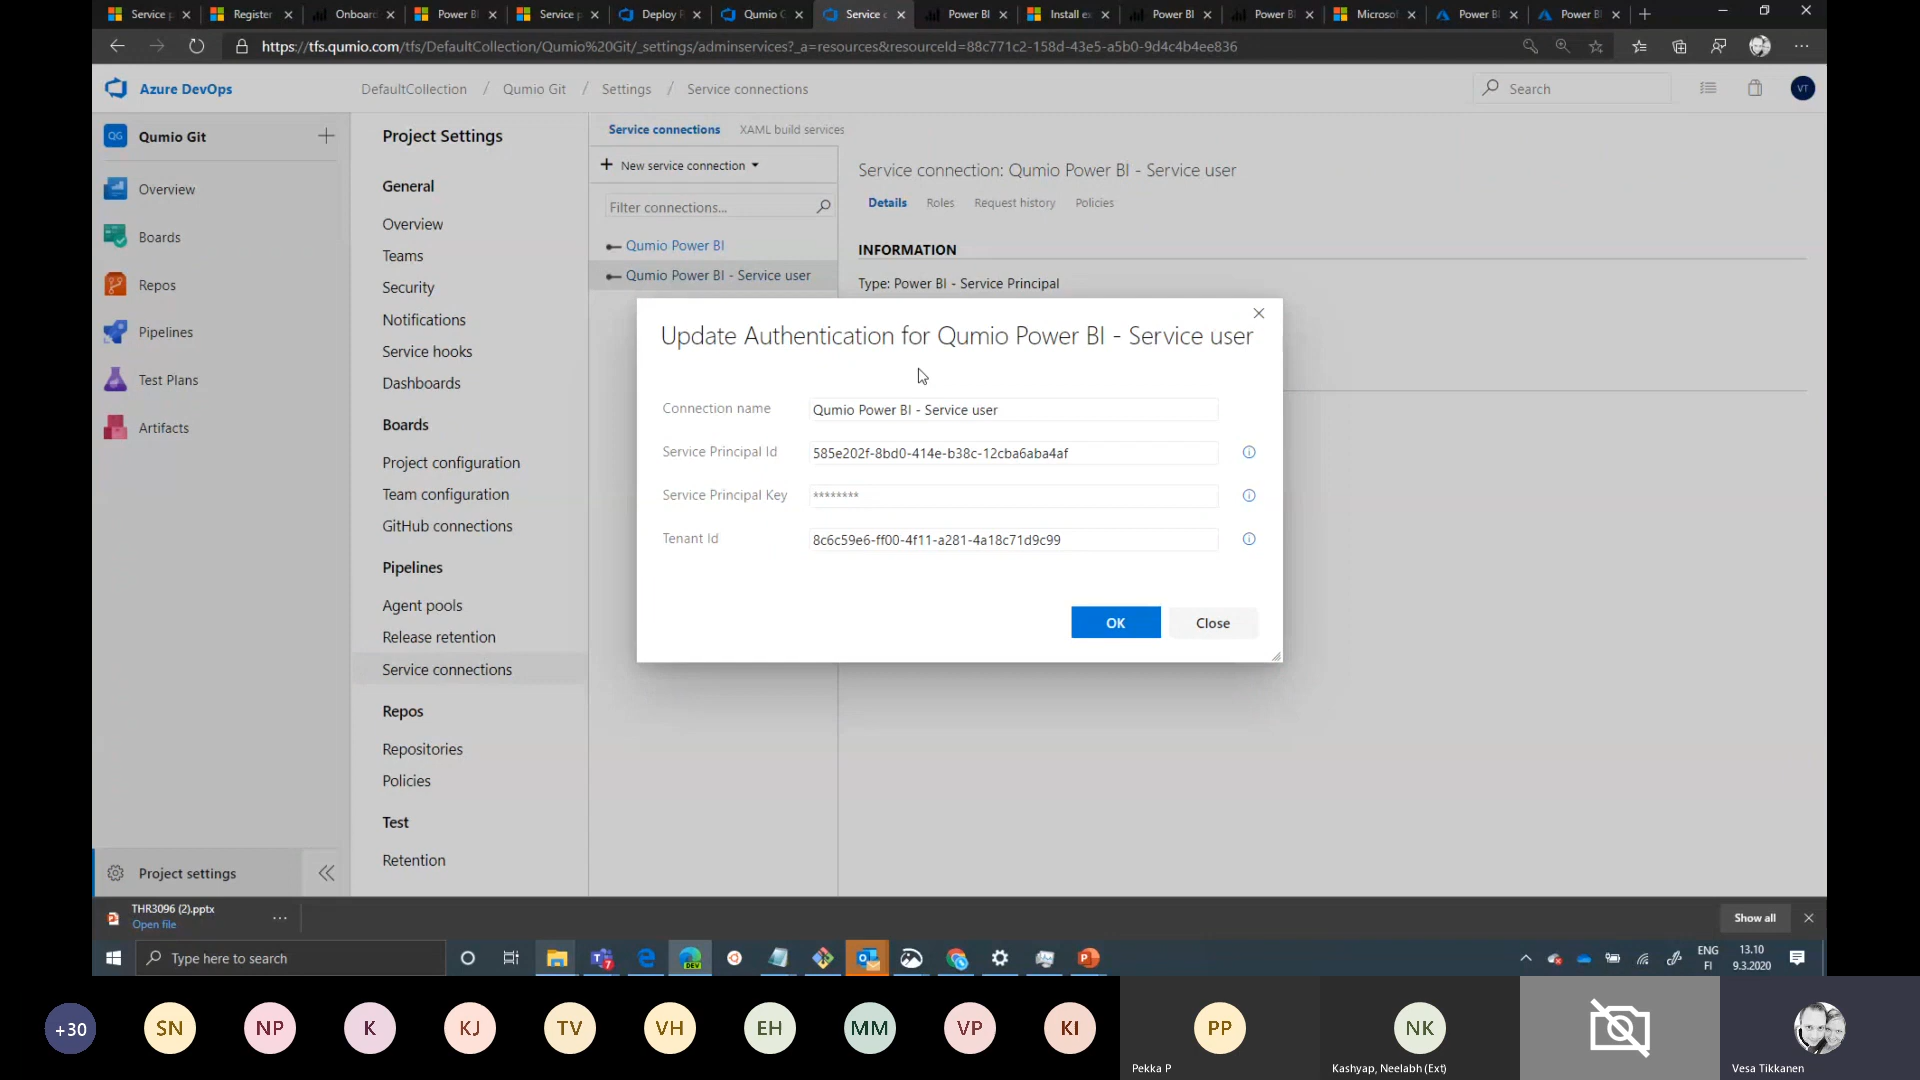 Service p
Register
Onboard
Power BI
Service p
Deploy P
Qumio G
Service c
Power BI
Install ex
Power BI
Power BI
Microsof
Power B
Power B
https://tfs.qumio.com/tfs/DefaultCollection/Qumio%20Git/_settings/adminservices?_a=resources&resourceId=88c771c2-158d-43e5-a5b0-9d4c4b4ee836
Azure DevOps
DefaultCollection / Qumio Git / Settings / Service connections
Search
VT
QG
Qumio Git
Overview
Boards
Repos
Pipelines
Test Plans
Artifacts
Project settings
Project Settings
General
Overview
Teams
Security
Notifications
Service hooks
Dashboards
Boards
Project configuration
Team configuration
GitHub connections
Pipelines
Agent pools
Release retention
Service connections
Repos
Repositories
Policies
Test
Retention
Service connections
XAML build services
New service connection
Filter connections...
Qumio Power BI
Qumio Power BI - Service user
Service connection: Qumio Power BI - Service user
Details
Roles
Request history
Policies
INFORMATION
Type: Power BI - Service Principal
Update Authentication for Qumio Power BI - Service user
Connection name
Qumio Power BI - Service user
Service Principal Id
585e202f-8bd0-414e-b38c-12cba6aba4af
Service Principal Key
********
Tenant Id
8c6c59e6-ff00-4f11-a281-4a18c71d9c99
OK
Close
THR3096 (2).pptx
Open file
Show all
Type here to search
7
DEV
ENG
FI
13.10
9.3.2020
+30
SN
NP
K
KJ
TV
VH
EH
MM
VP
KI
PP
Pekka P
NK
Kashyap, Neelabh (Ext)
Vesa Tikkanen